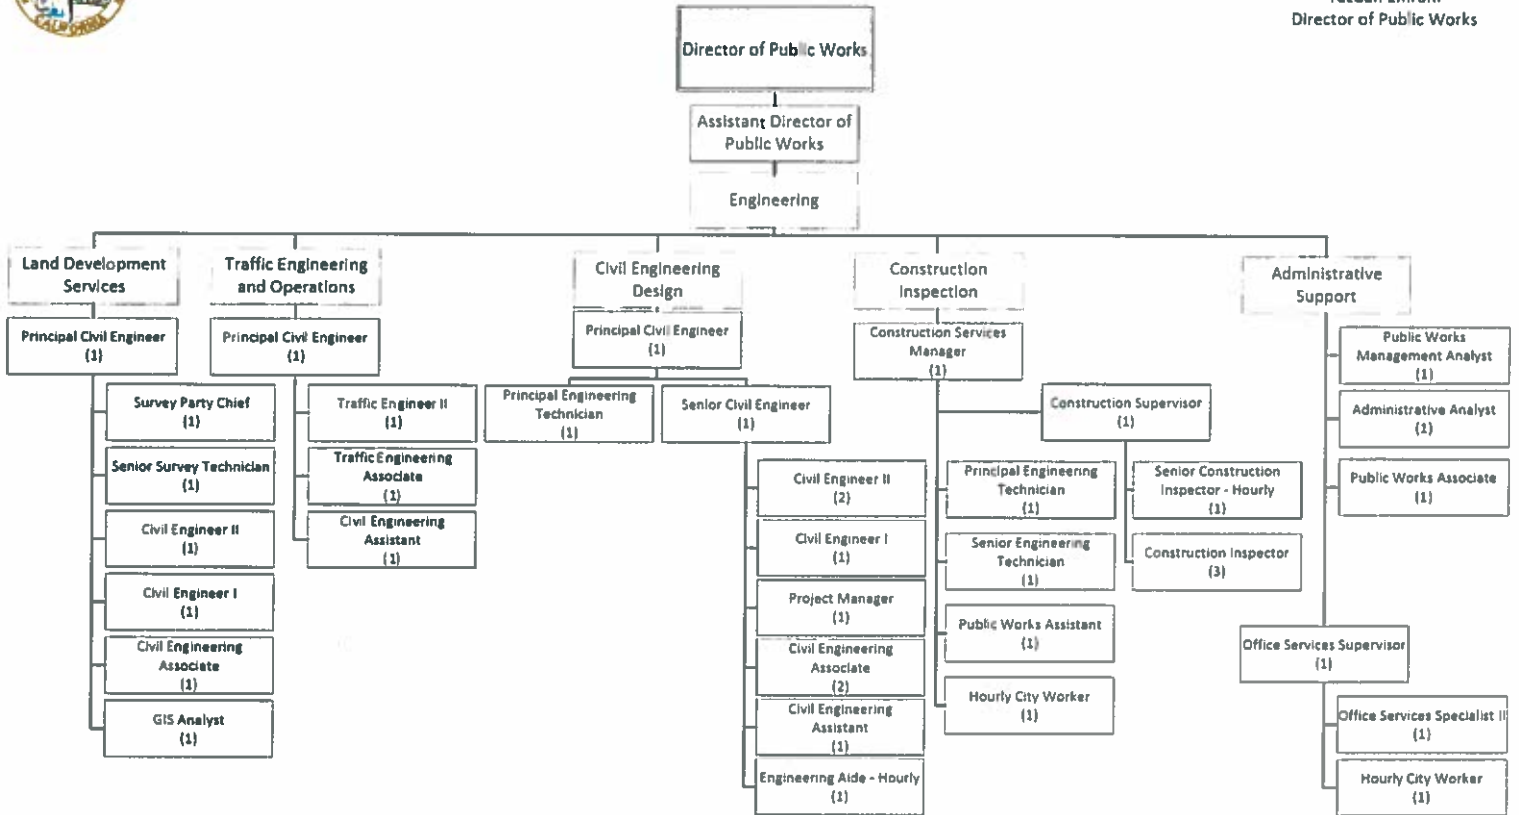 CALIFORNIA
Director of Public Works
Director of Public Works
Assistant Director of
Public Works
Engineering
Land Development
Services
Principal Civil Engineer
(1)
Survey Party Chief
(1)
Senior Survey Technician
(1)
Civil Engineer II
(1)
Civil Engineer I
(1)
Civil Engineering
Associate
(1)
GIS Analyst
(1)
Traffic Engineering
and Operations
Principal Civil Engineer
(1)
Traffic Engineer II
(1)
Traffic Engineering
Associate
(1)
Civil Engineering
Assistant
(1)
Civil Engineering
Design
Principal Civil Engineer
(1)
Principal Engineering
Technician
(1)
Senior Civil Engineer
(1)
Civil Engineer II
(2)
Civil Engineer I
(1)
Project Manager
(1)
Civil Engineering
Associate
(2)
Civil Engineering
Assistant
(1)
Engineering Aide - Hourly
(1)
Construction
Inspection
Construction Services
Manager
(1)
Construction Supervisor
(1)
Principal Engineering
Technician
(1)
Senior Engineering
Technician
(1)
Public Works Assistant
(1)
Hourly City Worker
(1)
Senior Construction
Inspector - Hourly
(1)
Construction Inspector
(3)
Administrative
Support
Public Works
Management Analyst
(1)
Administrative Analyst
(1)
Public Works Associate
(1)
Office Services Supervisor
(1)
Office Services Specialist II
(1)
Hourly City Worker
(1)